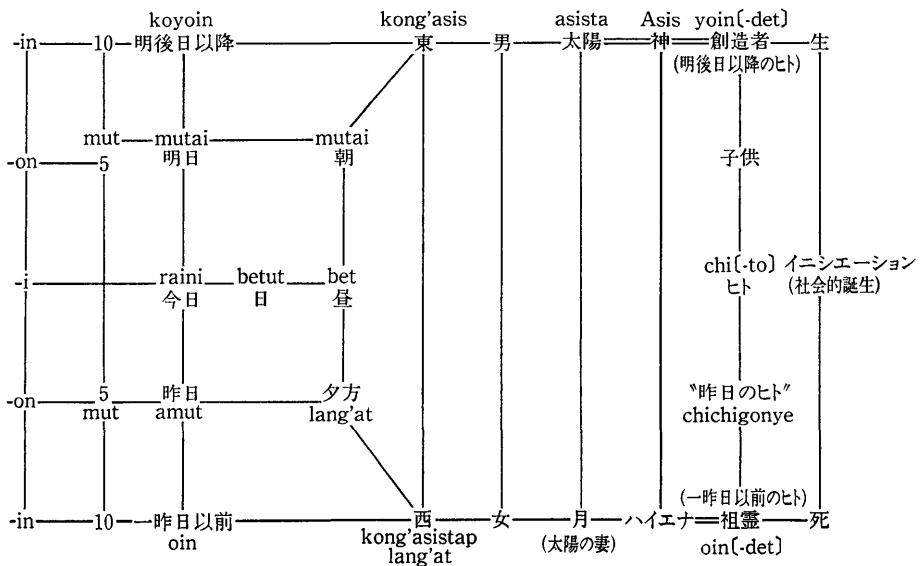 koyoin kong'asis asista Asis yoin〔-det〕
-in 10 明後日以降 東 男 太陽 神 創造者 生
(明後日以降のヒト)
mut mutai mutai
明日 朝
-on 5 子供
raini betut bet chi〔-to〕 イニシエーション
-i 今日 日 昼 ヒト (社会的誕生)
5 昨日 夕方 〝昨日のヒト〞
-on mut amut lang'at chichigonye
(一昨日以前のヒト)
-in 10 一昨日以前 西 女 月 ハイエナ 祖霊 死
oin kong'asistap (太陽の妻) oin〔-det〕
lang'at